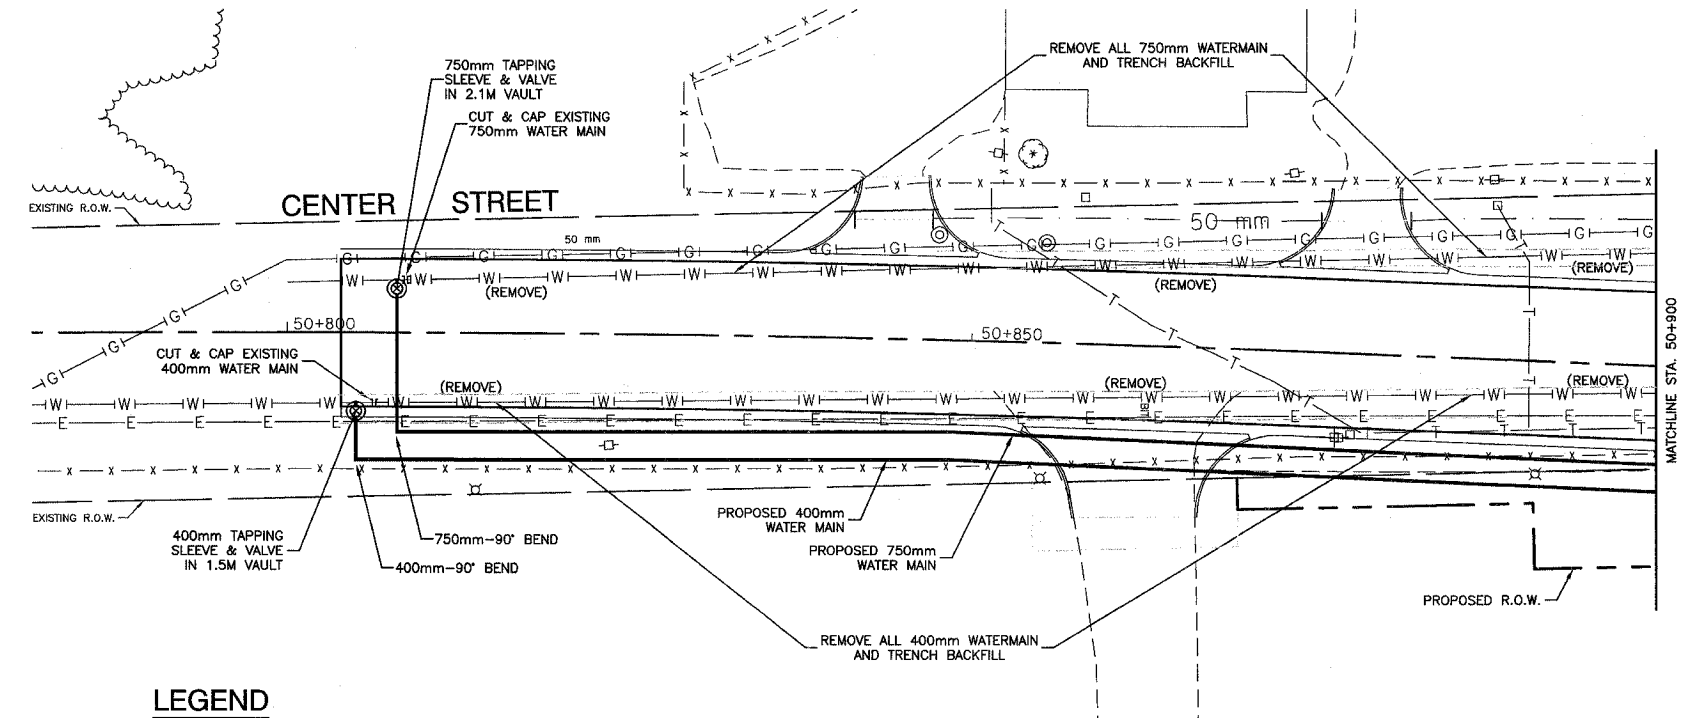 750mm TAPPING
SLEEVE & VALVE
IN 2.1M VAULT
CUT & CAP EXISTING
750mm WATER MAIN
REMOVE ALL 750mm WATERMAIN
AND TRENCH BACKFILL
EXISTING R.O.W.
CENTER STREET
50 mm
50 mm
G G G G G G G G G G G G G G G G G G G G
W W W W W W W W W W W W W W W W W W W
(REMOVE)
(REMOVE)
(REMOVE)
G
G
G
G
G
T
T
T
T
T
T
T
50+800
50+850
MATCHLINE STA. 50+900
CUT & CAP EXISTING
400mm WATER MAIN
(REMOVE)
(REMOVE)
(REMOVE)
W W W W W W W W W W W W W W W W W W W W W W W W
E E E E E E E E E E E E E E E E E E E E E E E E
T T T T
EXISTING R.O.W.
400mm TAPPING
SLEEVE & VALVE
IN 1.5M VAULT
750mm-90° BEND
400mm-90° BEND
PROPOSED 400mm
WATER MAIN
PROPOSED 750mm
WATER MAIN
PROPOSED R.O.W.
REMOVE ALL 400mm WATERMAIN
AND TRENCH BACKFILL
LEGEND